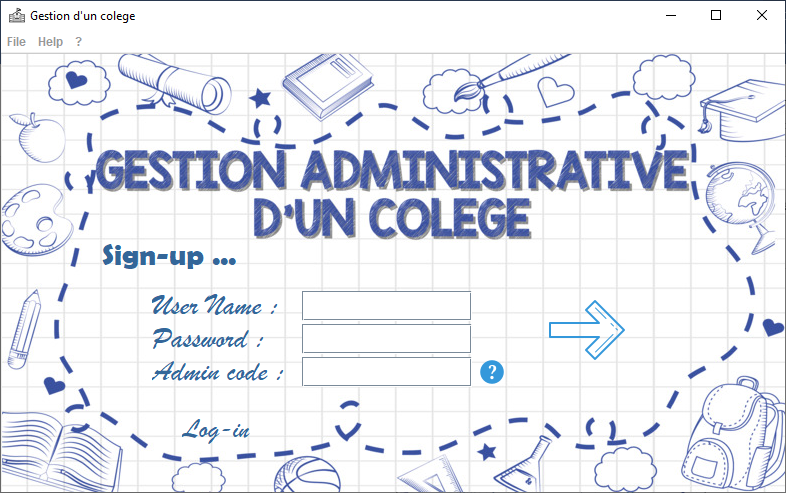 Gestion d'un colege
File Help ?
GESTION ADMINISTRATIVE
D'UN COLEGE
Sign-up ...
User Name :
Password :
Admin code : ?
Log-in